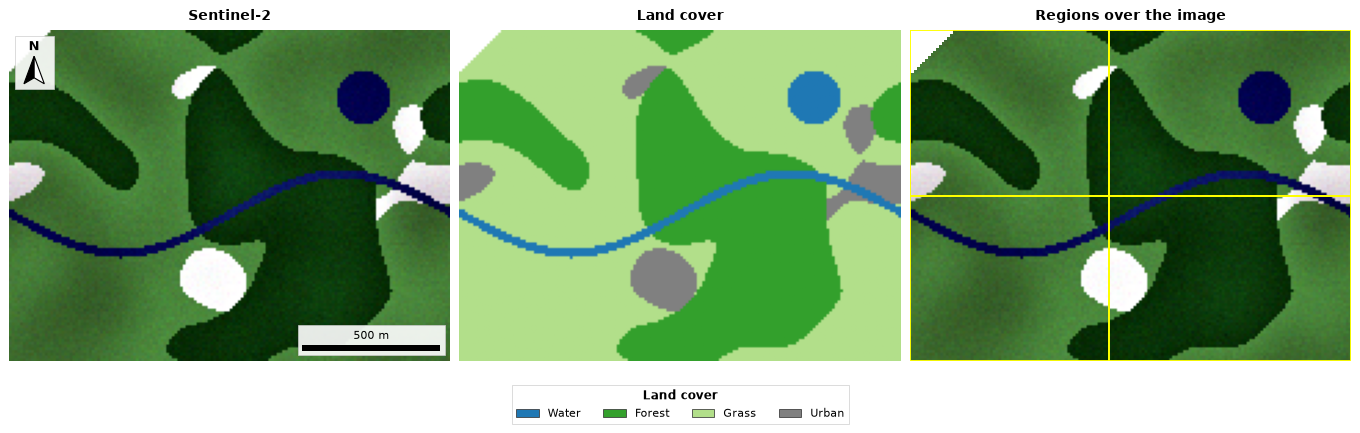 Sentinel-2
Land cover
Regions over the image
N
500 m
Land cover
Water
Forest
Grass
Urban